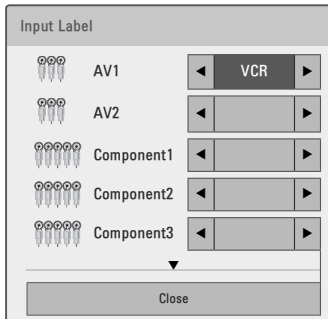 Input Label
AV1 VCR
AV2
Component1
Component2
Component3
Close